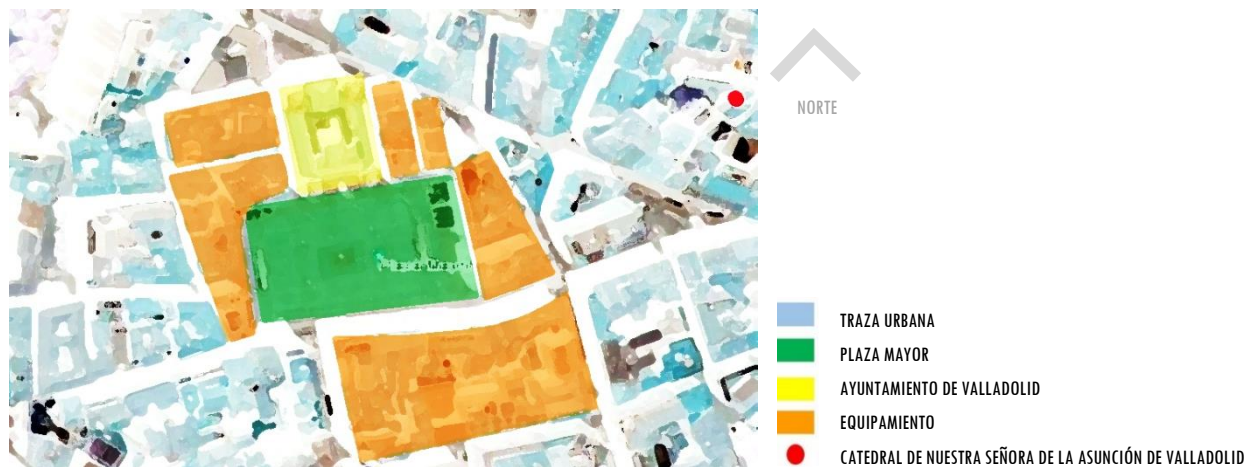 NORTE
TRAZA URBANA
PLAZA MAYOR
AYUNTAMIENTO DE VALLADOLID
EQUIPAMIENTO
CATEDRAL DE NUESTRA SEÑORA DE LA ASUNCIÓN DE VALLADOLID